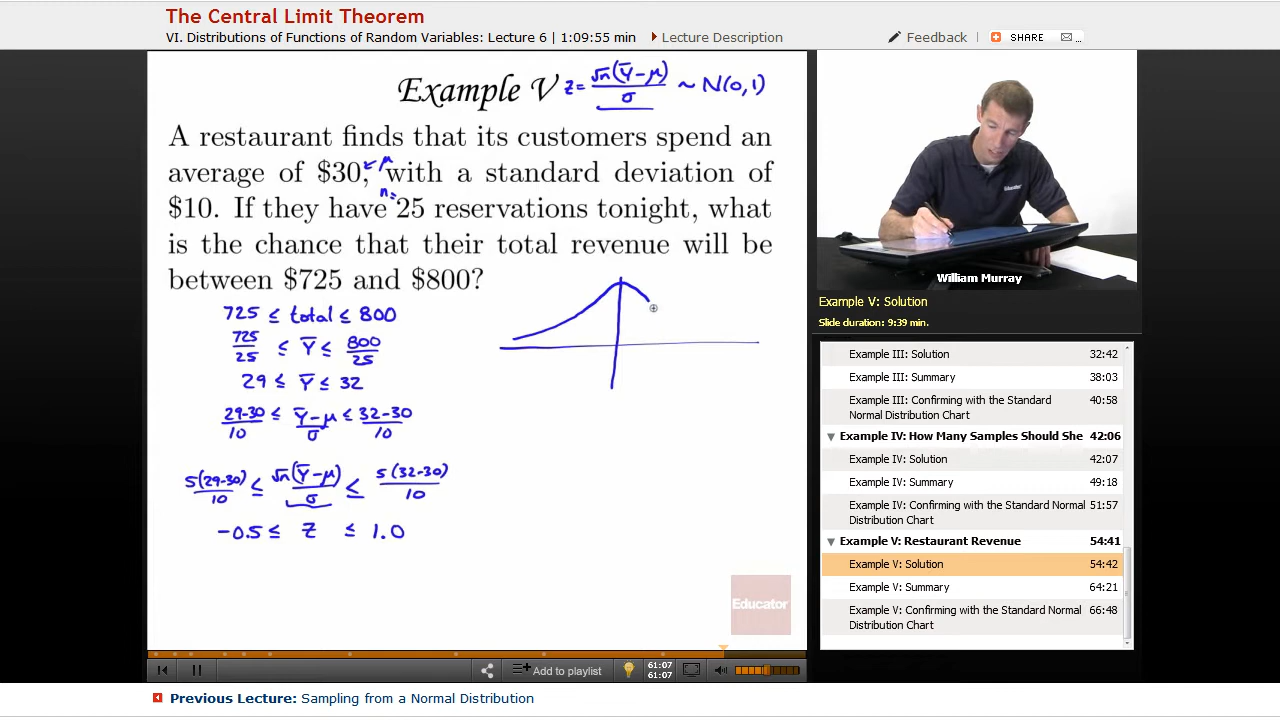 The Central Limit Theorem
VI. Distributions of Functions of Random Variables: Lecture 6 | 1:09:55 min Lecture Description
Feedback
SHARE ...
Example V Z = √n(Ȳ-μ)/σ ~ N(0,1)
A restaurant finds that its customers spend an
average of $30, ← μ with a standard deviation of
n=
$10. If they have 25 reservations tonight, what
is the chance that their total revenue will be
between $725 and $800?
725 ≤ total ≤ 800
725/25 ≤ Ȳ ≤ 800/25
29 ≤ Ȳ ≤ 32
29-30/10 ≤ Ȳ-μ/σ ≤ 32-30/10
5(29-30)/10 ≤ √n(Ȳ-μ)/σ ≤ 5(32-30)/10
-0.5 ≤ Z ≤ 1.0
Educator
Educator
William Murray
Example V: Solution
Slide duration: 9:39 min.
Example III: Solution 32:42
Example III: Summary 38:03
Example III: Confirming with the Standard 40:58
Normal Distribution Chart
Example IV: How Many Samples Should She 42:06
Example IV: Solution 42:07
Example IV: Summary 49:18
Example IV: Confirming with the Standard Normal 51:57
Distribution Chart
Example V: Restaurant Revenue 54:41
Example V: Solution 54:42
Example V: Summary 64:21
Example V: Confirming with the Standard Normal 66:48
Distribution Chart
Add to playlist
61:07
61:07
Previous Lecture: Sampling from a Normal Distribution